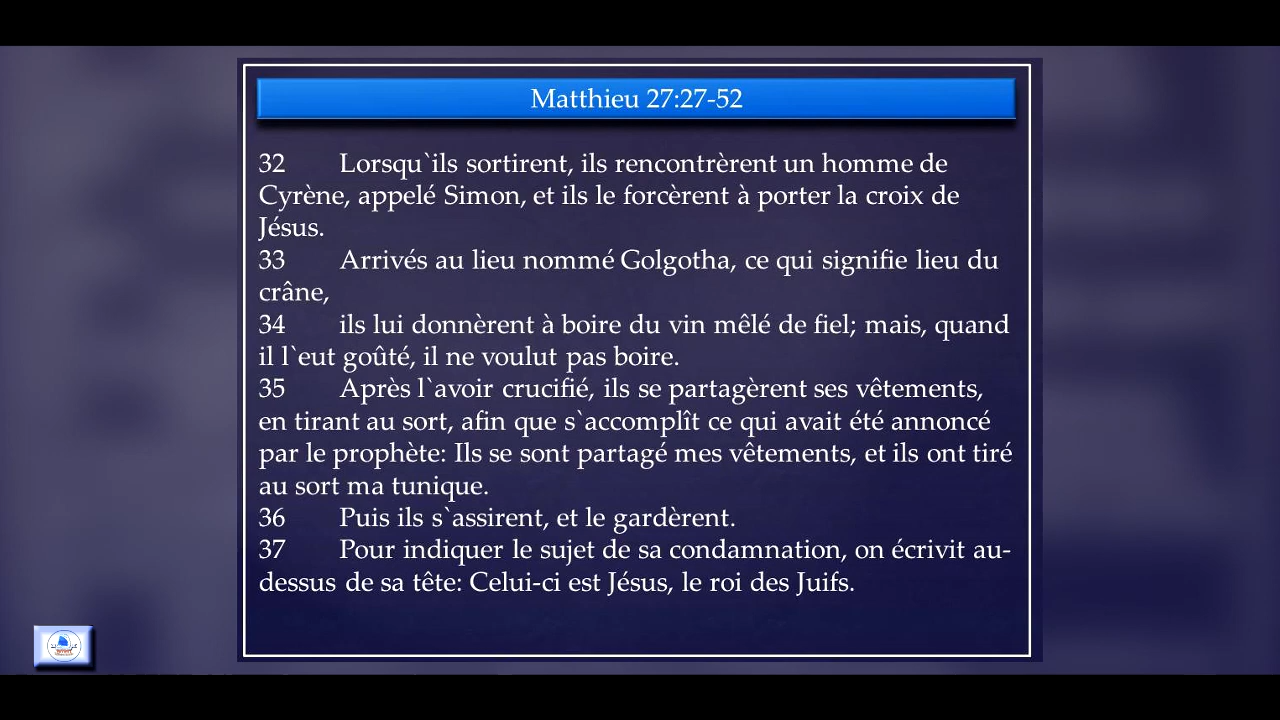 Matthieu 27:27-52
32 Lorsqu`ils sortirent, ils rencontrèrent un homme de
Cyrène, appelé Simon, et ils le forcèrent à porter la croix de
Jésus.
33 Arrivés au lieu nommé Golgotha, ce qui signifie lieu du
crâne,
34 ils lui donnèrent à boire du vin mêlé de fiel; mais, quand
il l`eut goûté, il ne voulut pas boire.
35 Après l`avoir crucifié, ils se partagèrent ses vêtements,
en tirant au sort, afin que s`accomplît ce qui avait été annoncé
par le prophète: Ils se sont partagé mes vêtements, et ils ont tiré
au sort ma tunique.
36 Puis ils s`assirent, et le gardèrent.
37 Pour indiquer le sujet de sa condamnation, on écrivit au-
dessus de sa tête: Celui-ci est Jésus, le roi des Juifs.